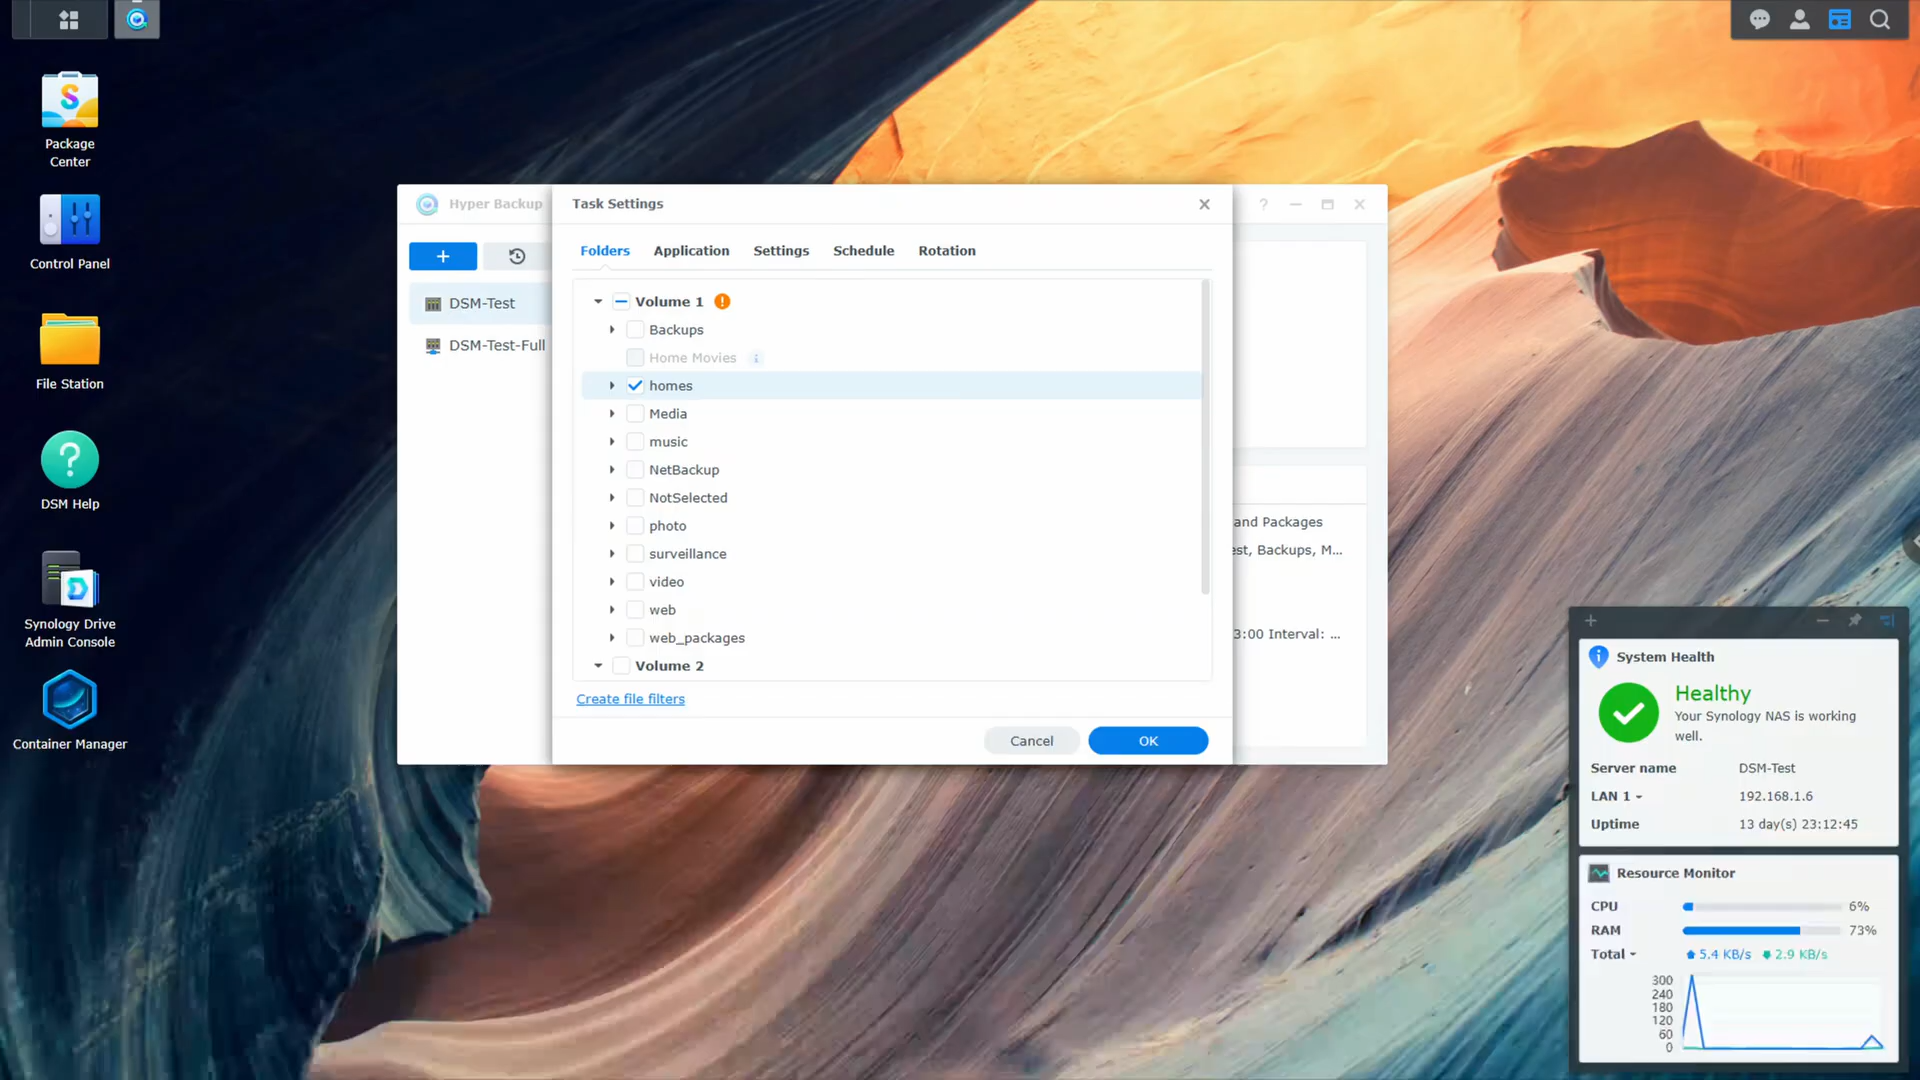 Package
Center
Control Panel
File Station
DSM Help
Synology Drive
Admin Console
Container Manager
Hyper Backup
DSM-Test
DSM-Test-Full
Task Settings
Folders Application Settings Schedule Rotation
Volume 1
Backups
Home Movies
homes
Media
music
NetBackup
NotSelected
photo
surveillance
video
web
web_packages
Volume 2
Create file filters
Cancel OK
and Packages
est, Backups, M...
3:00 Interval: ...
System Health
Healthy
Your Synology NAS is working
well.
Server name DSM-Test
LAN 1 192.168.1.6
Uptime 13 day(s) 23:12:45
Resource Monitor
CPU 6%
RAM 73%
Total 5.4 KB/s 2.9 KB/s
300
240
180
120
60
0